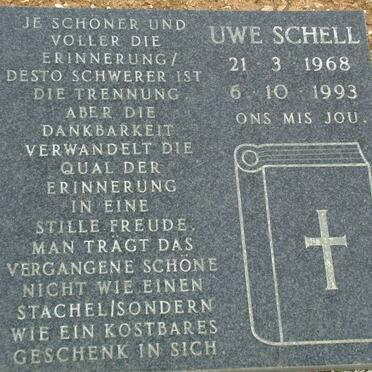 JE SCHÖNER UND
VOLLER DIE
ERINNERUNG/
DESTO SCHWERER IST
DIE TRENNUNG.
ABER DIE
DANKBARKEIT
VERWANDELT DIE
QUAL DER
ERINNERUNG
IN EINE
STILLE FREUDE.
MAN TRÄGT DAS
VERGANGENE SCHÖNE
NICHT WIE EINEN
STACHEL/SONDERN
WIE EIN KOSTBARES
GESCHENK IN SICH.
UWE SCHELL
21 · 3 · 1968
6 · 10 · 1993
ONS MIS JOU.